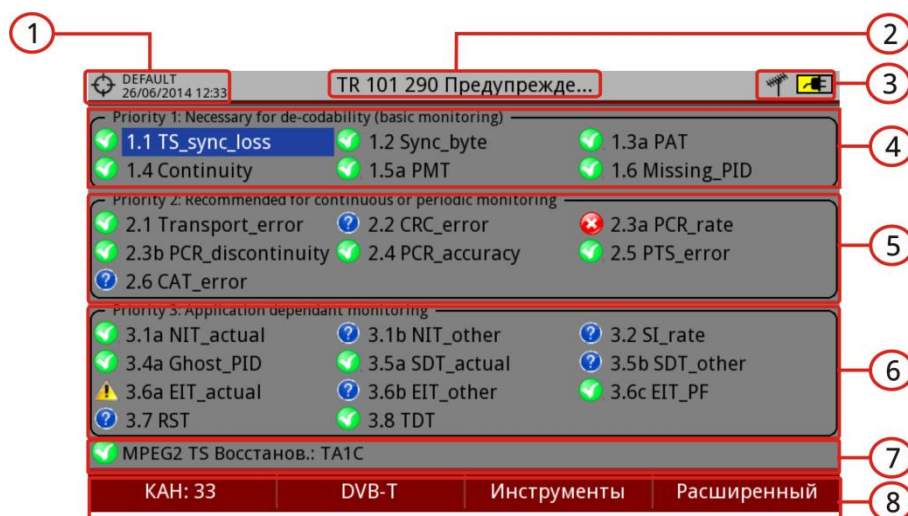 1
2
3
DEFAULT
26/06/2014 12:33
TR 101 290 Предупрежде...
Priority 1: Necessary for de-codability (basic monitoring)
1.1 TS_sync_loss
1.2 Sync_byte
1.3a PAT
1.4 Continuity
1.5a PMT
1.6 Missing_PID
4
Priority 2: Recommended for continuous or periodic monitoring
2.1 Transport_error
2.2 CRC_error
2.3a PCR_rate
2.3b PCR_discontinuity
2.4 PCR_accuracy
2.5 PTS_error
2.6 CAT_error
5
Priority 3: Application dependant monitoring
3.1a NIT_actual
3.1b NIT_other
3.2 SI_rate
3.4a Ghost_PID
3.5a SDT_actual
3.5b SDT_other
3.6a EIT_actual
3.6b EIT_other
3.6c EIT_PF
3.7 RST
3.8 TDT
6
MPEG2 TS Восстанов.: TA1C
7
КАН: 33
DVB-T
Инструменты
Расширенный
8